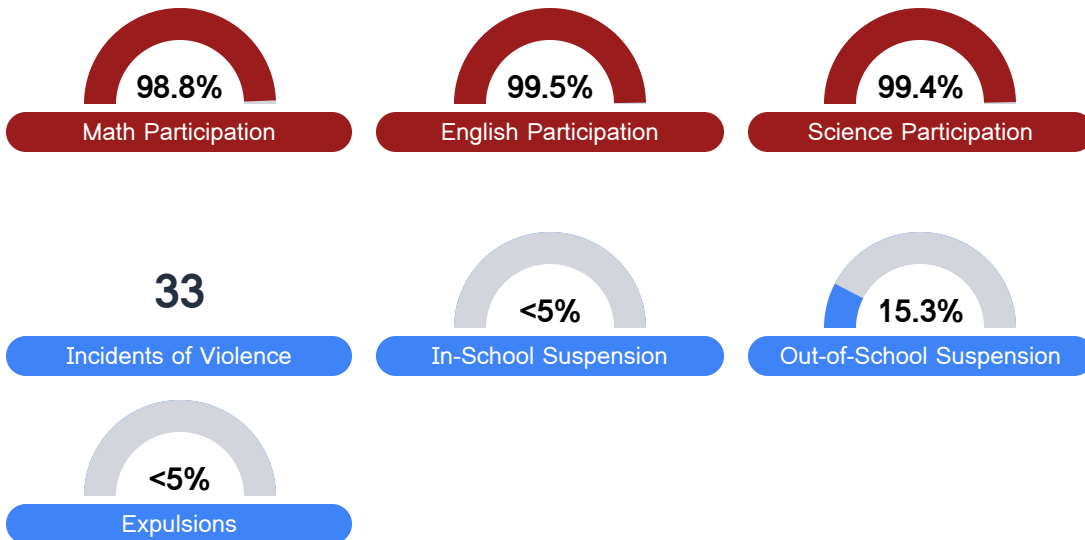 98.8%
99.5%
99.4%
Math Participation
English Participation
Science Participation
33
<5%
15.3%
Incidents of Violence
In-School Suspension
Out-of-School Suspension
<5%
Expulsions